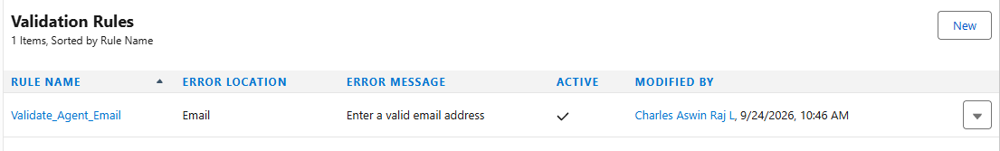 Validation Rules
New
1 Items, Sorted by Rule Name
RULE NAME ERROR LOCATION ERROR MESSAGE ACTIVE MODIFIED BY
Validate_Agent_Email Email Enter a valid email address Charles Aswin Raj L, 9/24/2026, 10:46 AM